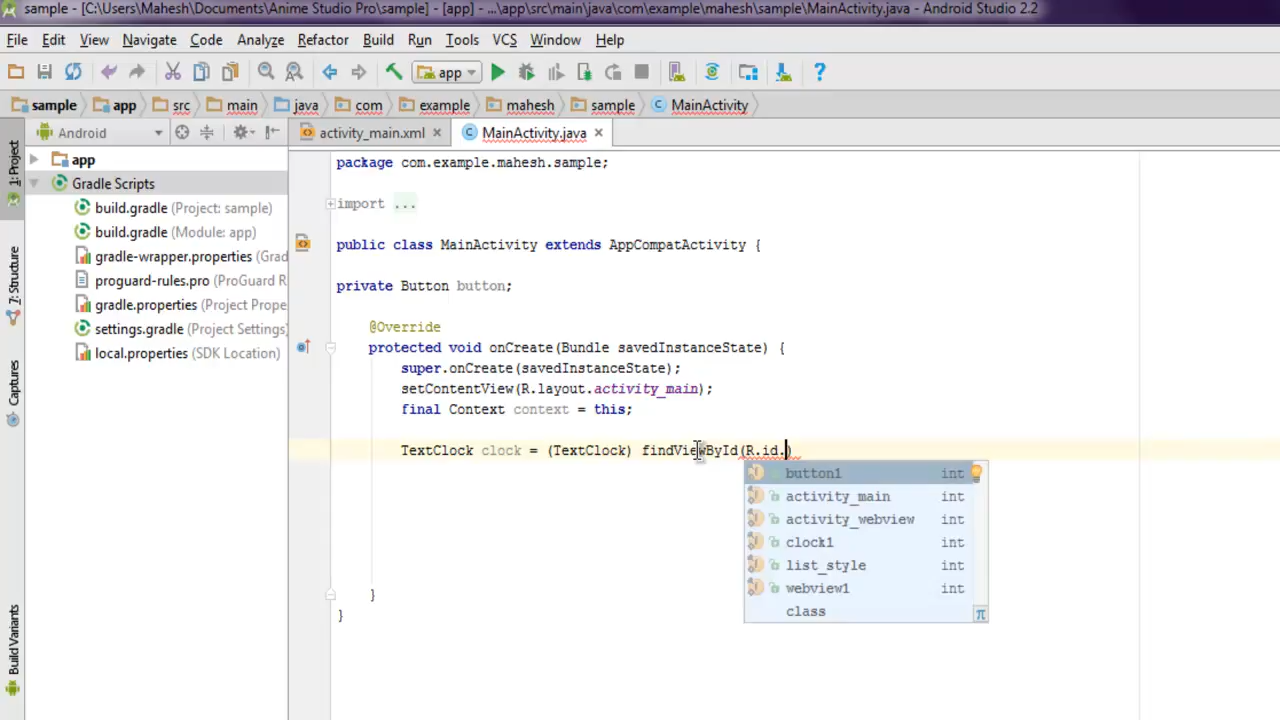 sample - [C:\Users\Mahesh\Documents\Anime Studio Pro\sample] - [app] - ...\app\src\main\java\com\example\mahesh\sample\MainActivity.java - Android Studio 2.2
File Edit View Navigate Code Analyze Refactor Build Run Tools VCS Window Help
app
sample app src main java com example mahesh sample MainActivity
1: Project
7: Structure
Captures
Build Variants
Android
app
Gradle Scripts
build.gradle (Project: sample)
build.gradle (Module: app)
gradle-wrapper.properties (Grad
proguard-rules.pro (ProGuard R
gradle.properties (Project Prope
settings.gradle (Project Settings)
local.properties (SDK Location)
activity_main.xml MainActivity.java
package com.example.mahesh.sample;
import ...
public class MainActivity extends AppCompatActivity {
private Button button;
@Override
protected void onCreate(Bundle savedInstanceState) {
super.onCreate(savedInstanceState);
setContentView(R.layout.activity_main);
final Context context = this;
TextClock clock = (TextClock) findViewById(R.id.)
button1 int
activity_main int
activity_webview int
clock1 int
list_style int
webview1 int
class π
}
}